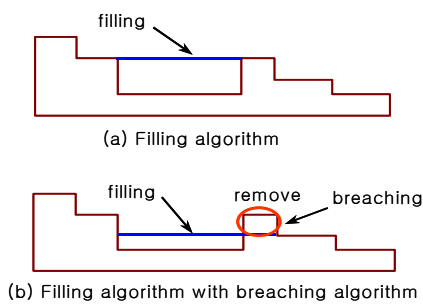 filling
(a) Filling algorithm
filling remove breaching
(b) Filling algorithm with breaching algorithm